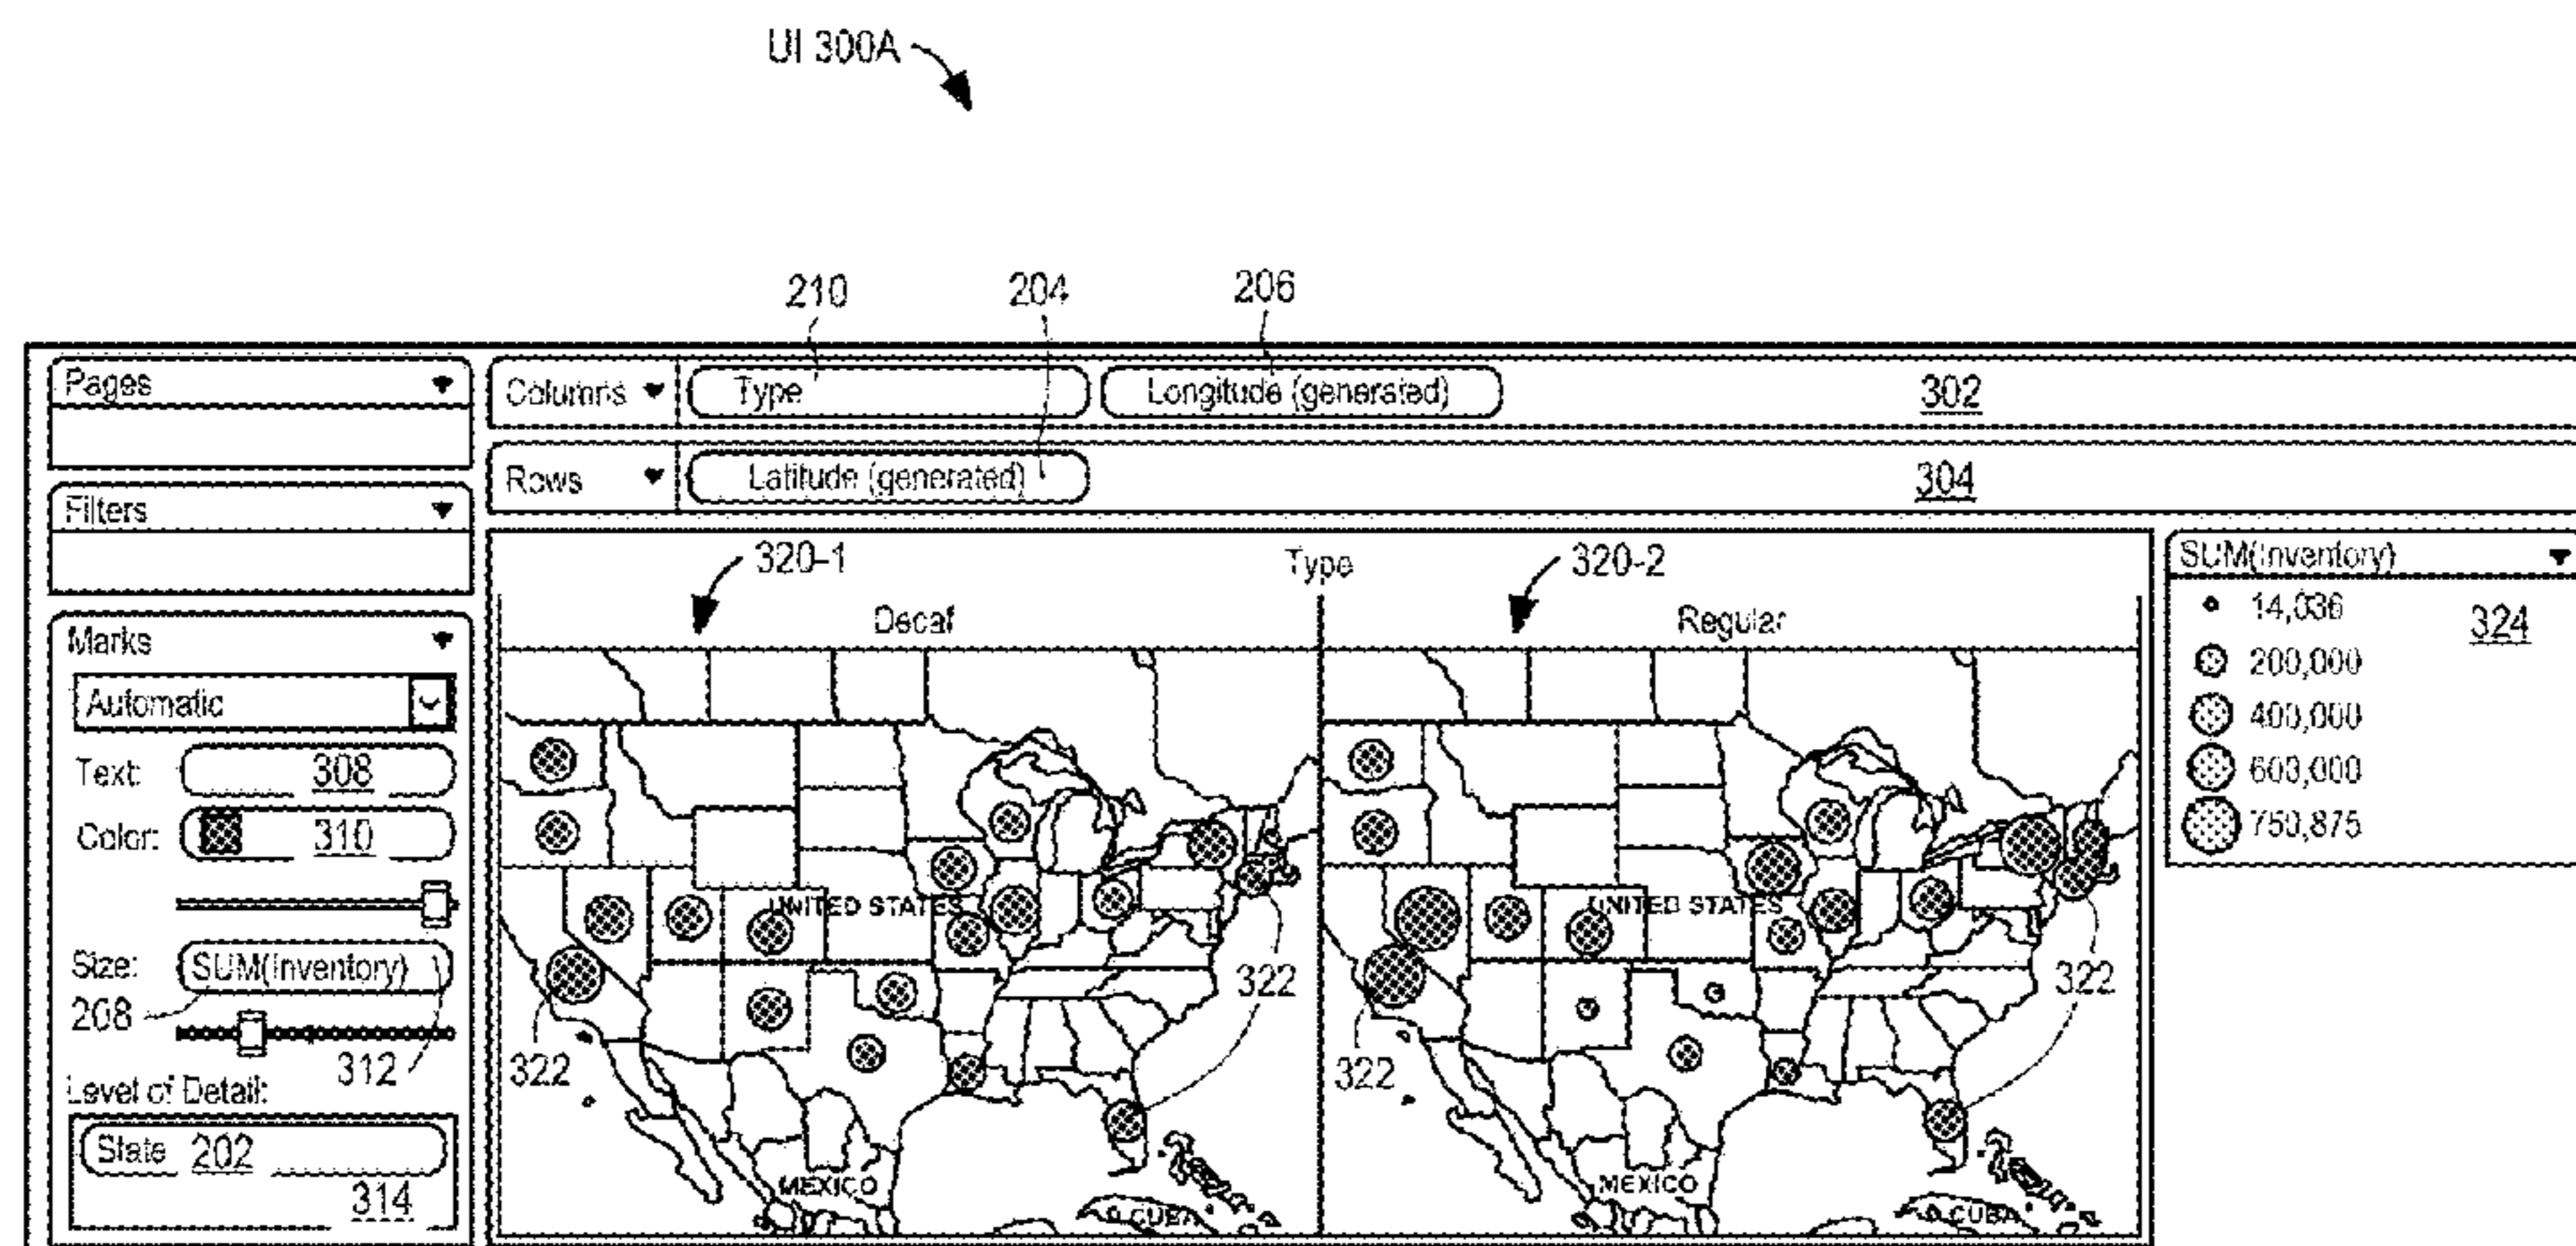 UI 300A
210 204 206
Pages
Columns Type Longitude (generated) 302
Rows Latitude (generated) 304
Filters
320-1 Type 320-2
Decaf Regular
SUM(Inventory)
14,036 324
200,000
400,000
600,000
750,875
Marks
Automatic
Text: 308
Color: 310
Size: SUM(Inventory)
208
312
Level of Detail:
State 202
314
UNITED STATES
322 322
MEXICO
CUBA
UNITED STATES
322 322
MEXICO
CUBA